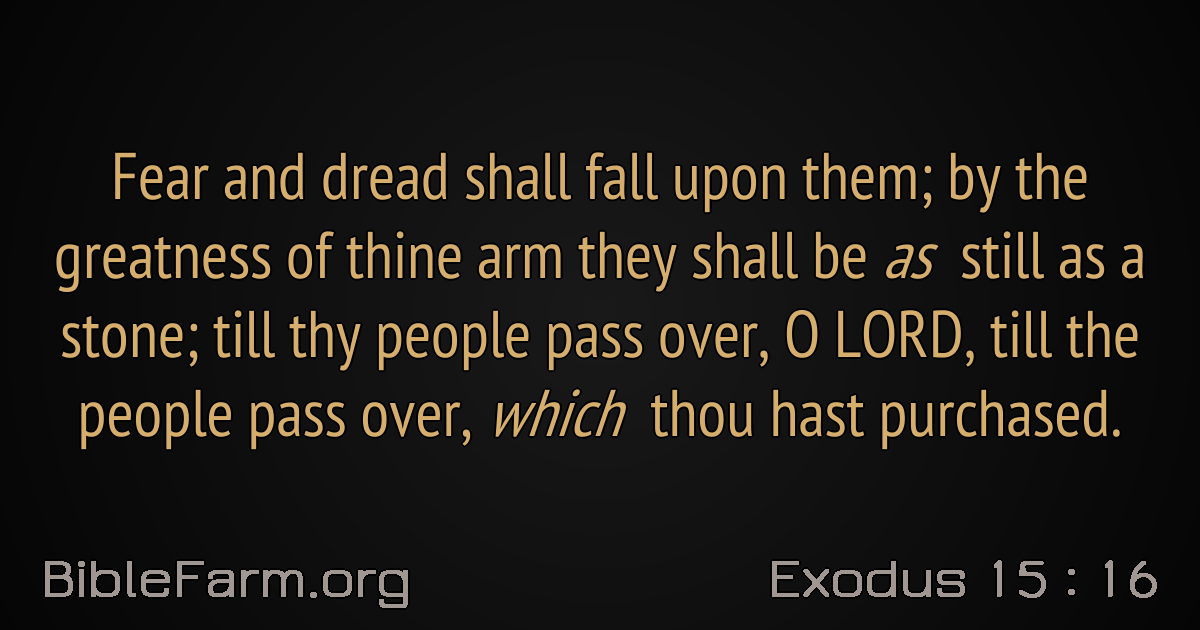 Fear and dread shall fall upon them; by the
greatness of thine arm they shall be as still as a
stone; till thy people pass over, O LORD, till the
people pass over, which thou hast purchased.
BibleFarm.org
Exodus 15 : 16